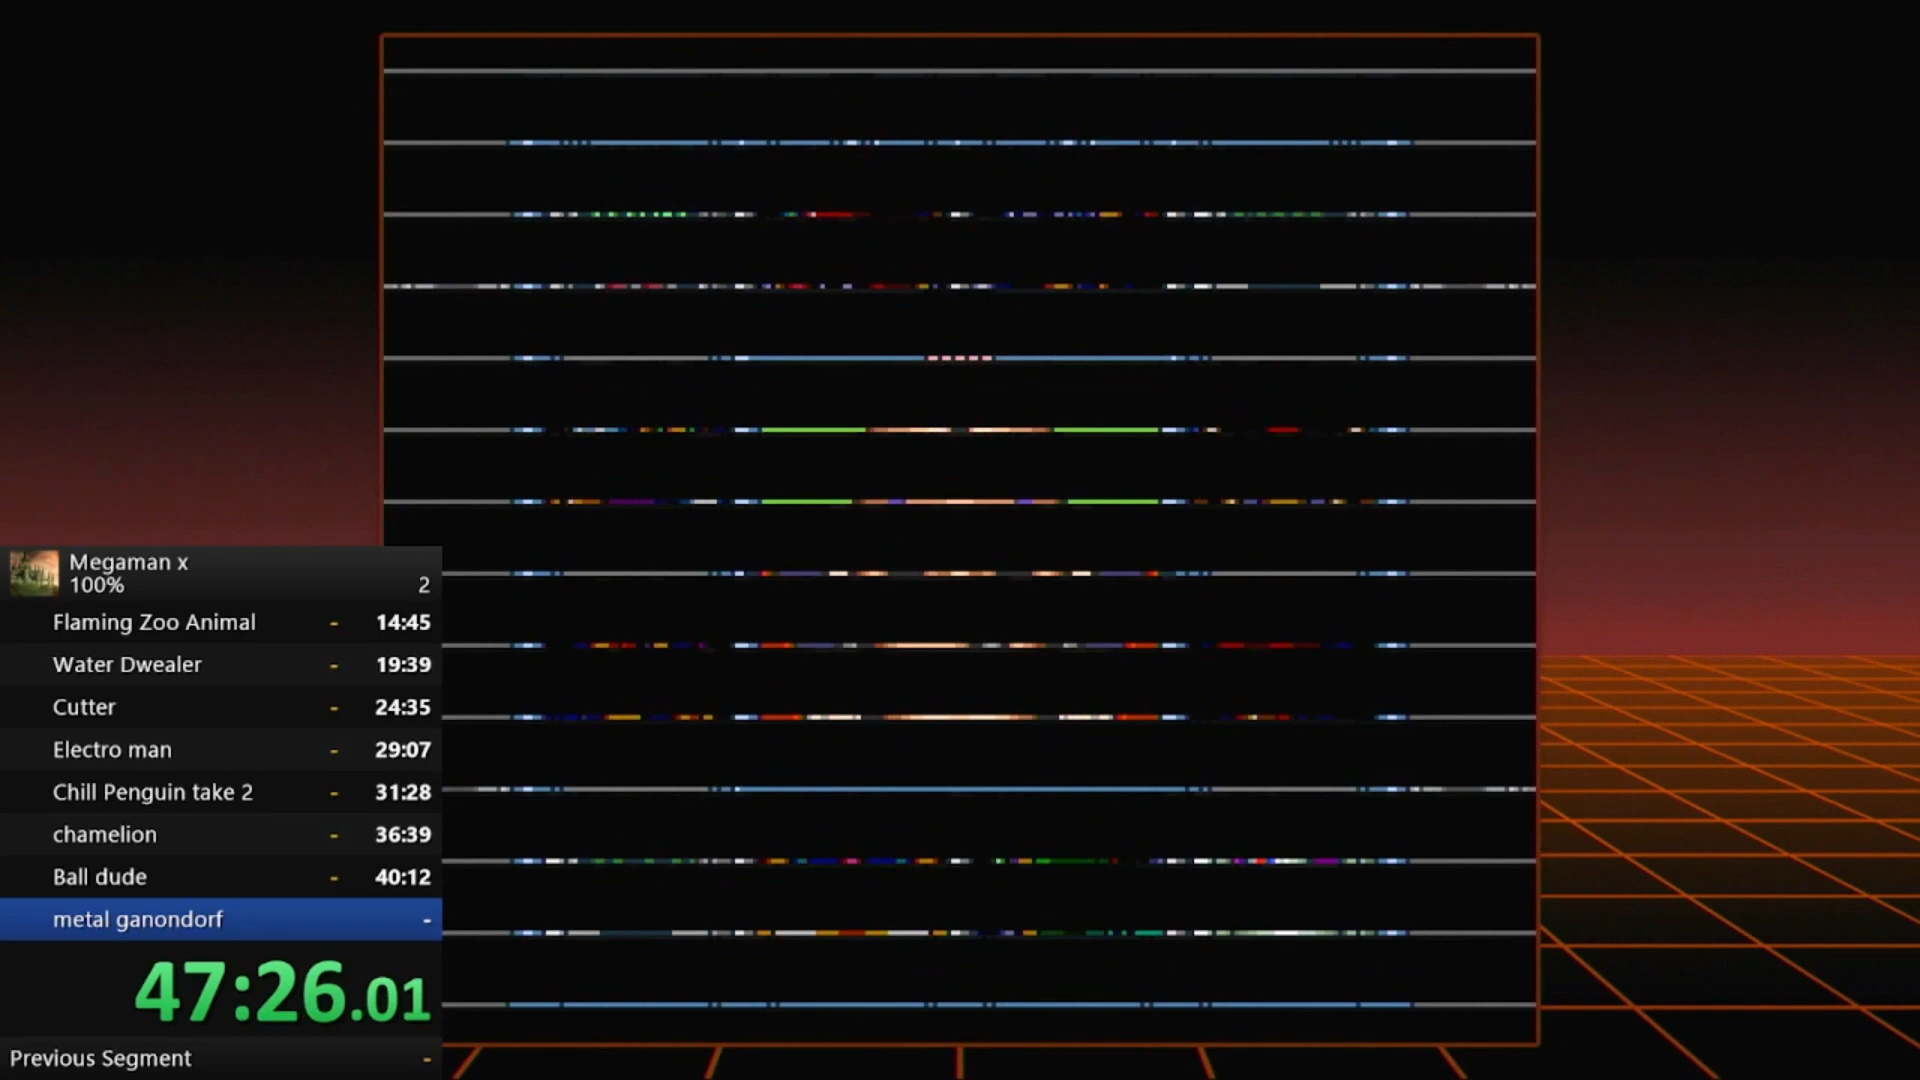 Megaman x
100% 2
Flaming Zoo Animal - 14:45
Water Dwealer - 19:39
Cutter - 24:35
Electro man - 29:07
Chill Penguin take 2 - 31:28
chamelion - 36:39
Ball dude - 40:12
metal ganondorf -
47:26.01
Previous Segment -